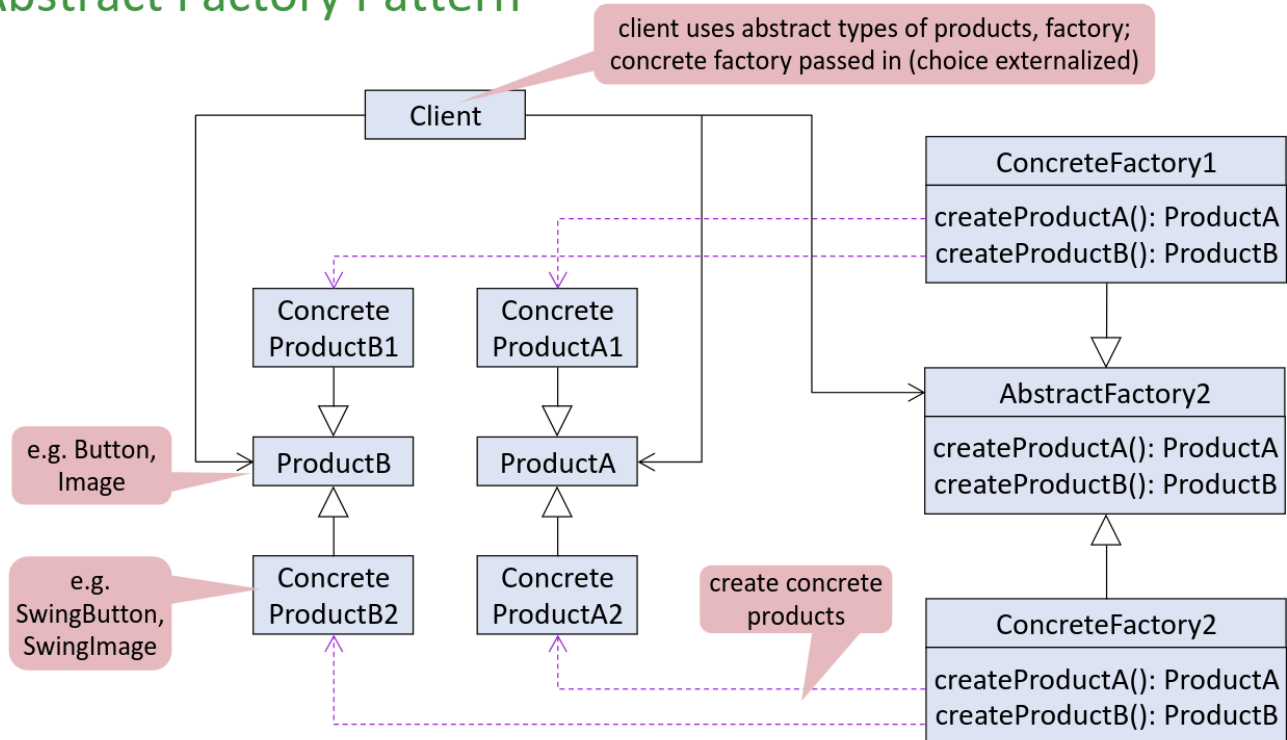 Abstract Factory Pattern
client uses abstract types of products, factory;
concrete factory passed in (choice externalized)
Client
ConcreteFactory1
createProductA(): ProductA
createProductB(): ProductB
Concrete
ProductB1
Concrete
ProductA1
AbstractFactory2
createProductA(): ProductA
createProductB(): ProductB
e.g. Button,
Image
ProductB
ProductA
e.g.
SwingButton,
SwingImage
Concrete
ProductB2
Concrete
ProductA2
create concrete
products
ConcreteFactory2
createProductA(): ProductA
createProductB(): ProductB